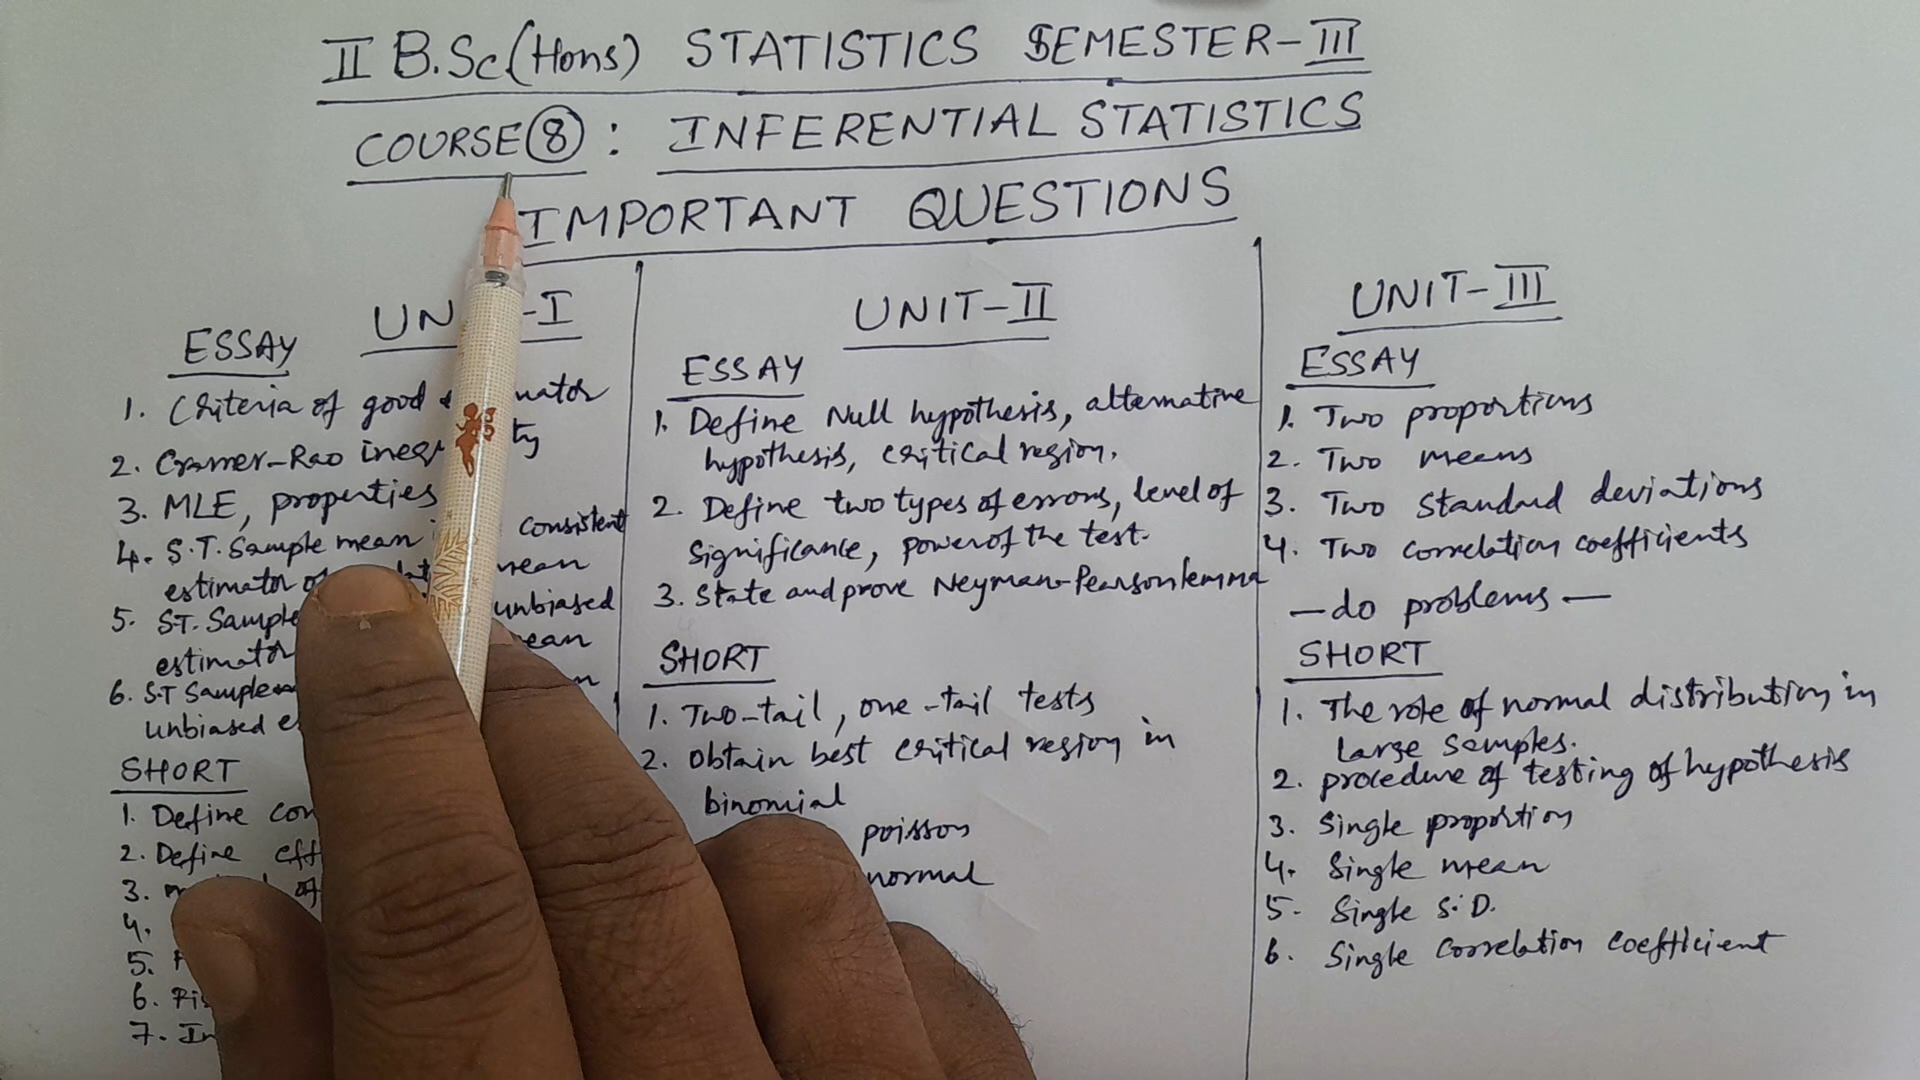 II B.Sc(Hons) STATISTICS SEMESTER-III
COURSE 8 : INFERENTIAL STATISTICS
IMPORTANT QUESTIONS
UN -I
ESSAY
1. Criteria of good
2. Cramer-Rao
3. MLE, properties
4. S.T. Sample mean consistent
estimator mean
5. S.T. Sample unbiased
estimator
6. S.T Sample
unbiased
SHORT
1. Define
2. Define
3.
4.
5.
6.
7.
UNIT-II
ESSAY
1. Define Null hypothesis, alternative
hypothesis, critical region.
2. Define two types of errors, level of
significance, power of the test.
3. State and prove Neyman-Pearson lemma
SHORT
1. Two-tail, one-tail tests
2. obtain best critical region in
binomial
poisson
normal
UNIT-III
ESSAY
1. Two proportions
2. Two means
3. Two standard deviations
4. Two correlation coefficients
-do problems-
SHORT
1. The role of normal distribution in
large samples.
2. procedure of testing of hypothesis
3. Single proportion
4. Single mean
5. Single S.D.
6. Single correlation coefficient